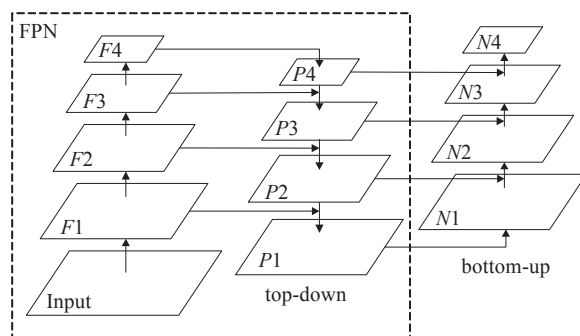 FPN
F4
P4
N4
F3
P3
N3
F2
P2
N2
F1
P1
N1
Input
top-down
bottom-up